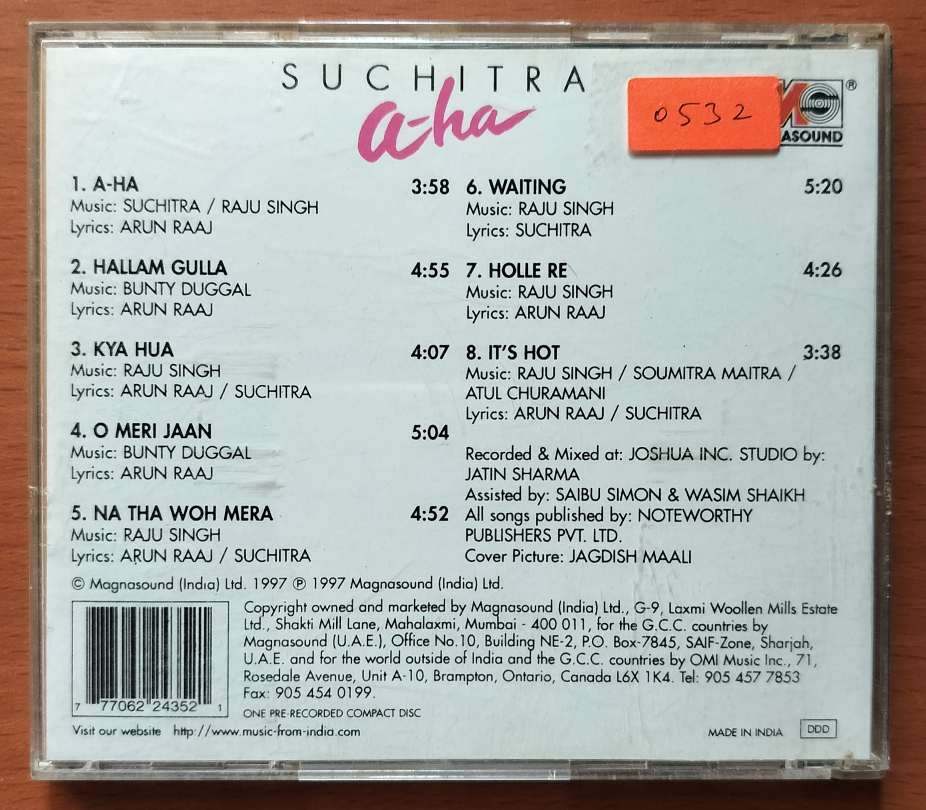 SUCHITRA
a-ha
0532
®
ASOUND
1. A-HA 3:58
Music: SUCHITRA / RAJU SINGH
Lyrics: ARUN RAAJ
2. HALLAM GULLA 4:55
Music: BUNTY DUGGAL
Lyrics: ARUN RAAJ
3. KYA HUA 4:07
Music: RAJU SINGH
Lyrics: ARUN RAAJ / SUCHITRA
4. O MERI JAAN 5:04
Music: BUNTY DUGGAL
Lyrics: ARUN RAAJ
5. NA THA WOH MERA 4:52
Music: RAJU SINGH
Lyrics: ARUN RAAJ / SUCHITRA
6. WAITING 5:20
Music: RAJU SINGH
Lyrics: SUCHITRA
7. HOLLE RE 4:26
Music: RAJU SINGH
Lyrics: ARUN RAAJ
8. IT'S HOT 3:38
Music: RAJU SINGH / SOUMITRA MAITRA /
ATUL CHURAMANI
Lyrics: ARUN RAAJ / SUCHITRA
Recorded & Mixed at: JOSHUA INC. STUDIO by:
JATIN SHARMA
Assisted by: SAIBU SIMON & WASIM SHAIKH
All songs published by: NOTEWORTHY
PUBLISHERS PVT. LTD.
Cover Picture: JAGDISH MAALI
© Magnasound (India) Ltd. 1997 ℗ 1997 Magnasound (India) Ltd.
Copyright owned and marketed by Magnasound (India) Ltd., G-9, Laxmi Woollen Mills Estate
Ltd., Shakti Mill Lane, Mahalaxmi, Mumbai - 400 011, for the G.C.C. countries by
Magnasound (U.A.E.), Office No.10, Building NE-2, P.O. Box-7845, SAIF-Zone, Sharjah,
U.A.E. and for the world outside of India and the G.C.C. countries by OMI Music Inc., 71,
Rosedale Avenue, Unit A-10, Brampton, Ontario, Canada L6X 1K4. Tel: 905 457 7853
Fax: 905 454 0199.
7 77062 24352 1
ONE PRE-RECORDED COMPACT DISC
Visit our website http://www.music-from-india.com
MADE IN INDIA DDD